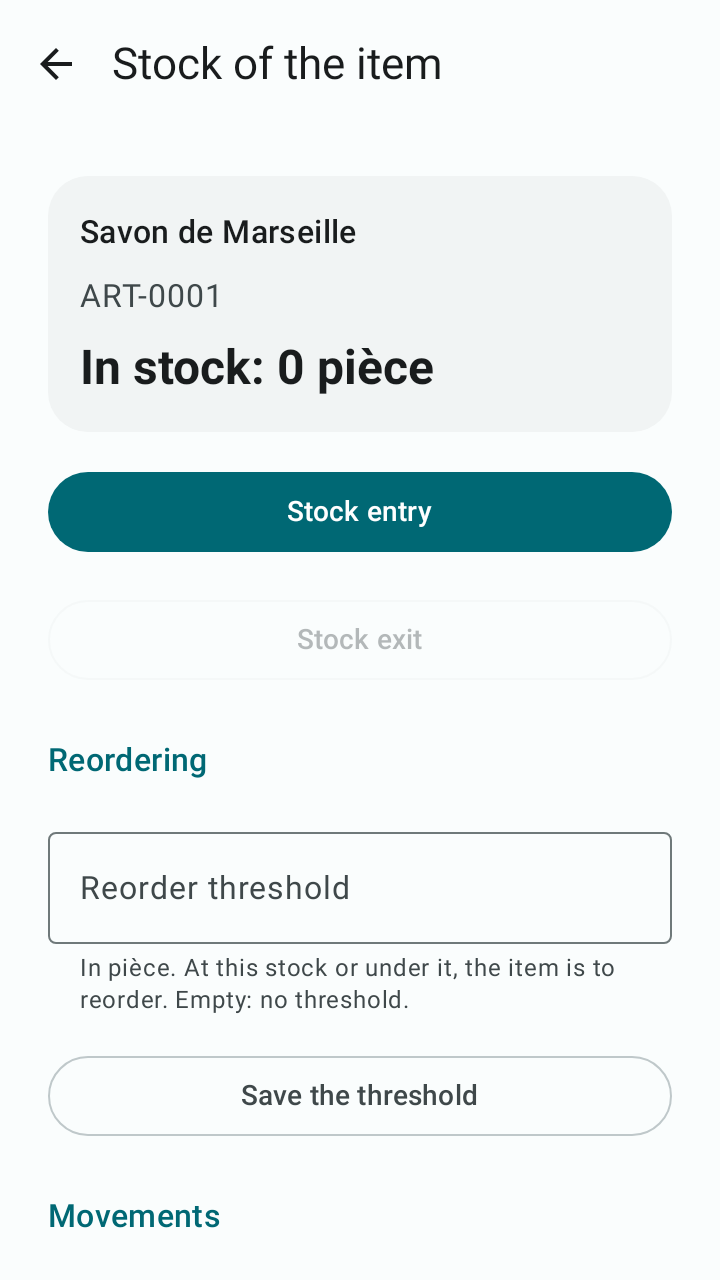 Stock of the item
Savon de Marseille
ART-0001
In stock: 0 pièce
Stock entry
Stock exit
Reordering
Reorder threshold
In pièce. At this stock or under it, the item is to
reorder. Empty: no threshold.
Save the threshold
Movements